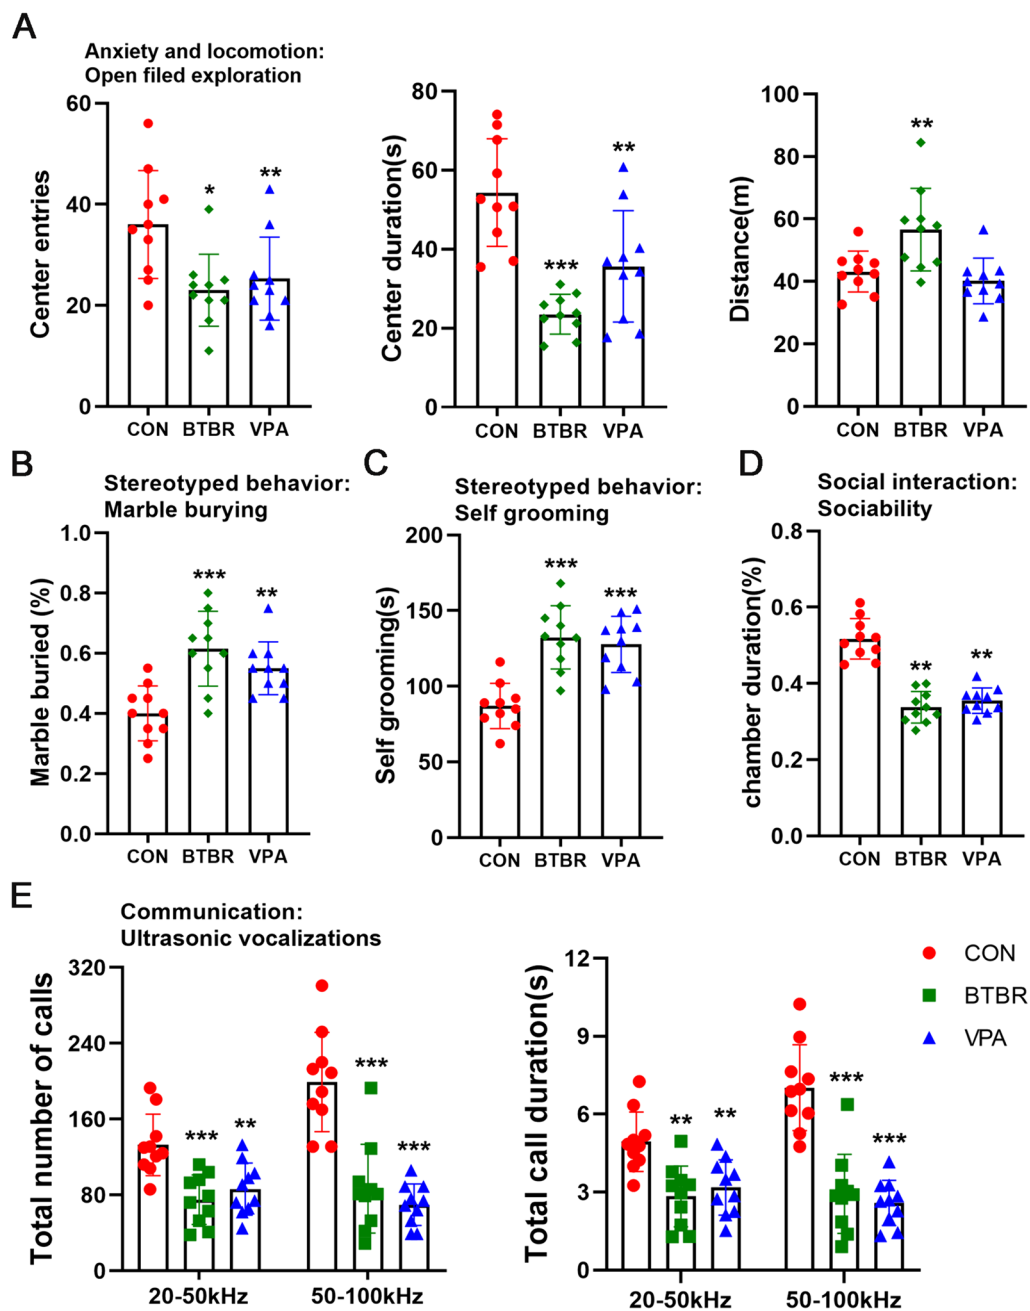 A
Anxiety and locomotion:
Open filed exploration
Center entries
60
40
20
0
*
**
CON BTBR VPA
Center duration(s)
80
60
40
20
0
***
**
CON BTBR VPA
Distance(m)
100
80
60
40
20
0
**
CON BTBR VPA
B
Stereotyped behavior:
Marble burying
Marble buried (%)
1.0
0.8
0.6
0.4
0.2
0.0
***
**
CON BTBR VPA
C
Stereotyped behavior:
Self grooming
Self grooming(s)
200
150
100
50
0
***
***
CON BTBR VPA
D
Social interaction:
Sociability
chamber duration(%)
0.8
0.6
0.4
0.2
0.0
**
**
CON BTBR VPA
E
Communication:
Ultrasonic vocalizations
Total number of calls
320
240
160
80
0
***
**
***
***
20-50kHz 50-100kHz
Total call duration(s)
12
9
6
3
0
**
**
***
***
20-50kHz 50-100kHz
CON
BTBR
VPA